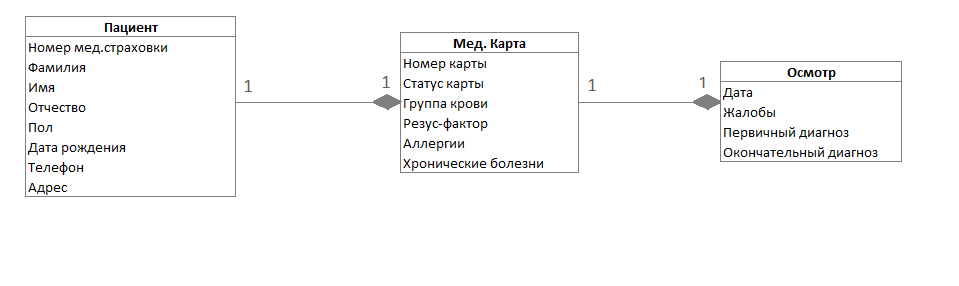 Пациент
Номер мед.страховки
Фамилия
Имя
Отчество
Пол
Дата рождения
Телефон
Адрес
1
1
Мед. Карта
Номер карты
Статус карты
Группа крови
Резус-фактор
Аллергии
Хронические болезни
1
1
Осмотр
Дата
Жалобы
Первичный диагноз
Окончательный диагноз